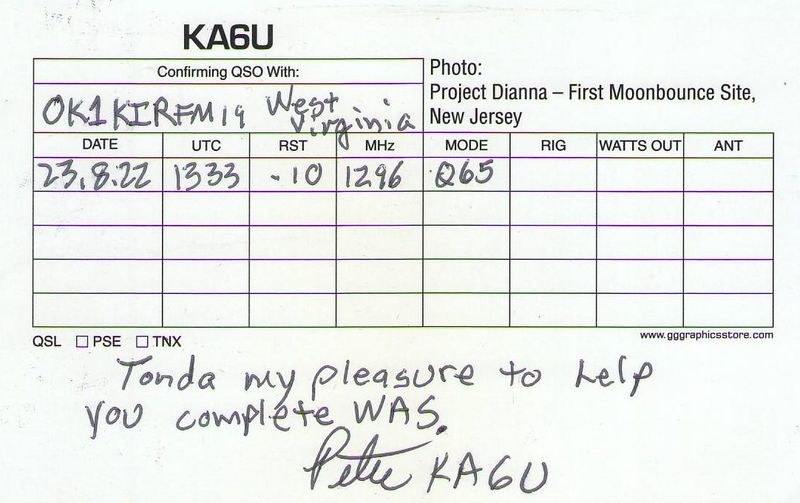 KA6U
Confirming QSO With:
OK1KIR FM19 West Virginia
Photo:
Project Dianna – First Moonbounce Site,
New Jersey
DATE UTC RST MHz MODE RIG WATTS OUT ANT
23.8.22 1333 -10 1296 Q65
QSL PSE TNX
www.gggraphicsstore.com
Tonda my pleasure to help
you complete WAS.
Pete KA6U